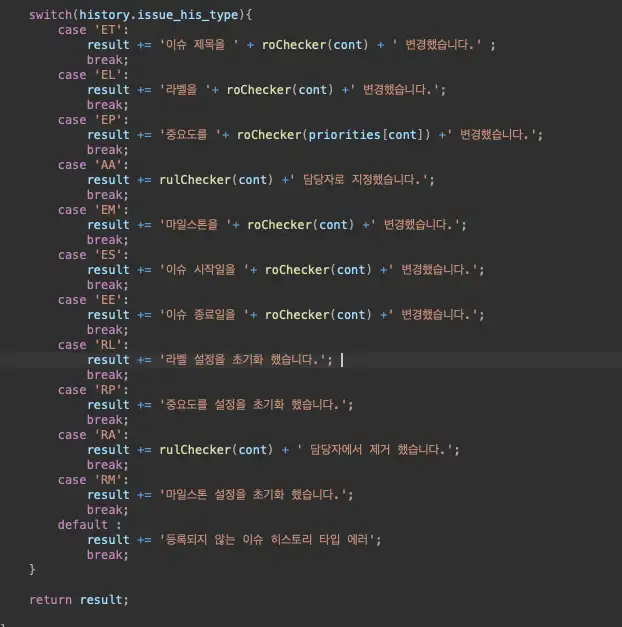 switch(history.issue_his_type){
case 'ET':
result += '이슈 제목을 ' + roChecker(cont) + ' 변경했습니다.' ;
break;
case 'EL':
result += '라벨을 '+ roChecker(cont) +' 변경했습니다.';
break;
case 'EP':
result += '중요도를 '+ roChecker(priorities[cont]) +' 변경했습니다.';
break;
case 'AA':
result += rulChecker(cont) +' 담당자로 지정했습니다.';
break;
case 'EM':
result += '마일스톤을 '+ roChecker(cont) +' 변경했습니다.';
break;
case 'ES':
result += '이슈 시작일을 '+ roChecker(cont) +' 변경했습니다.';
break;
case 'EE':
result += '이슈 종료일을 '+ roChecker(cont) +' 변경했습니다.';
break;
case 'RL':
result += '라벨 설정을 초기화 했습니다.';
break;
case 'RP':
result += '중요도를 설정을 초기화 했습니다.';
break;
case 'RA':
result += rulChecker(cont) + ' 담당자에서 제거 했습니다.';
break;
case 'RM':
result += '마일스톤 설정을 초기화 했습니다.';
break;
default :
result += '등록되지 않는 이슈 히스토리 타입 에러';
break;
}
return result;